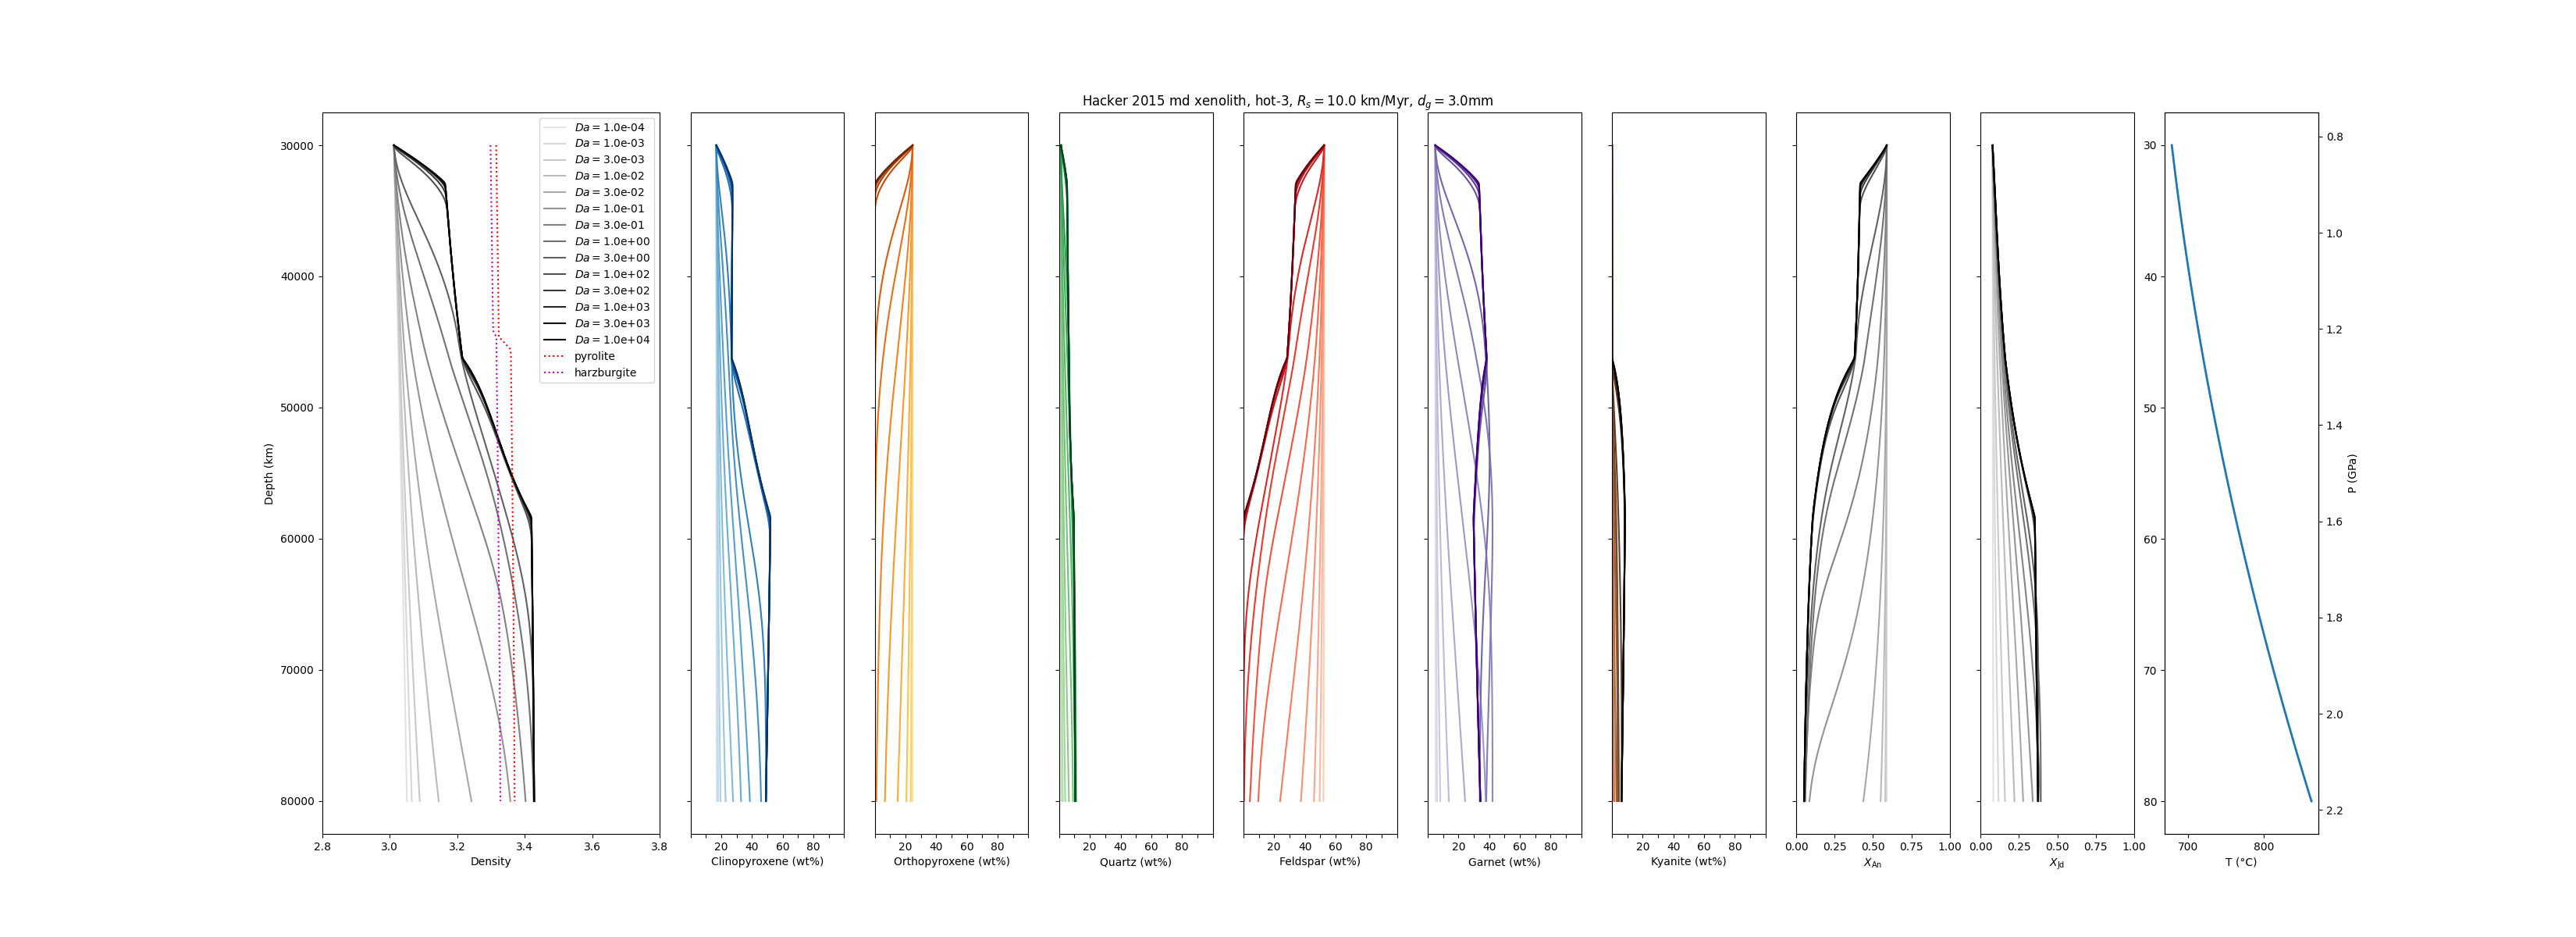 Hacker 2015 md xenolith, hot-3, Rs = 10.0 km/Myr, dg = 3.0mm
Da = 1.0e-04
Da = 1.0e-03
Da = 3.0e-03
Da = 1.0e-02
Da = 3.0e-02
Da = 1.0e-01
Da = 3.0e-01
Da = 1.0e+00
Da = 3.0e+00
Da = 1.0e+02
Da = 3.0e+02
Da = 1.0e+03
Da = 3.0e+03
Da = 1.0e+04
pyrolite
harzburgite
Depth (km)
30000
40000
50000
60000
70000
80000
2.8 3.0 3.2 3.4 3.6 3.8
Density
20 40 60 80
Clinopyroxene (wt%)
20 40 60 80
Orthopyroxene (wt%)
20 40 60 80
Quartz (wt%)
20 40 60 80
Feldspar (wt%)
20 40 60 80
Garnet (wt%)
20 40 60 80
Kyanite (wt%)
0.00 0.25 0.50 0.75 1.00
XAn
0.00 0.25 0.50 0.75 1.00
XJd
30
40
50
60
70
80
700 800
T (°C)
0.8
1.0
1.2
1.4
1.6
1.8
2.0
2.2
P (GPa)